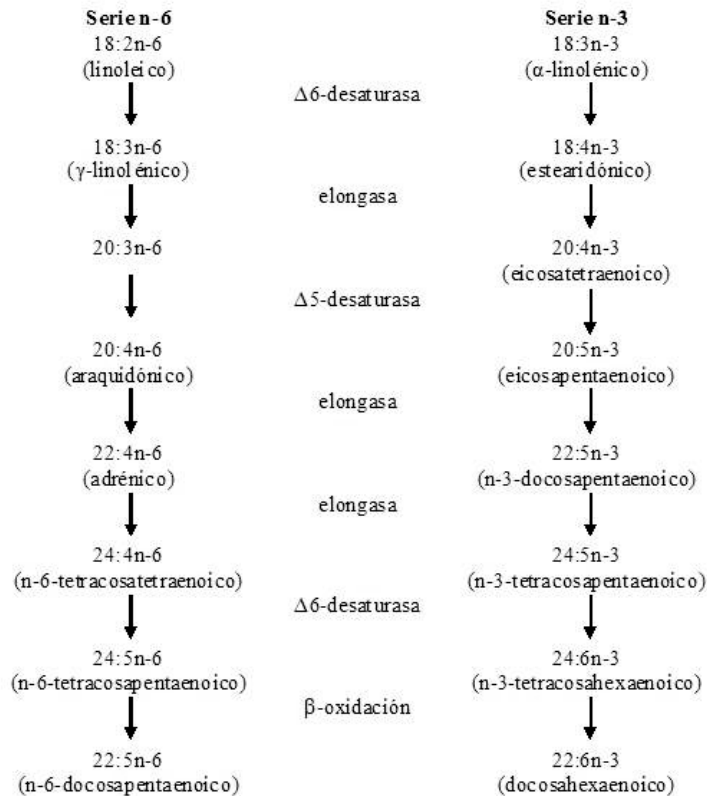 Serie n-6
Serie n-3
18:2n-6
18:3n-3
(linoleico)
(α-linolénico)
Δ6-desaturasa
18:3n-6
18:4n-3
(γ-linolénico)
(estearidónico)
elongasa
20:3n-6
20:4n-3
(eicosatetraenoico)
Δ5-desaturasa
20:4n-6
20:5n-3
(araquidónico)
(eicosapentaenoico)
elongasa
22:4n-6
22:5n-3
(adrénico)
(n-3-docosapentaenoico)
elongasa
24:4n-6
24:5n-3
(n-6-tetracosatetraenoico)
(n-3-tetracosapentaenoico)
Δ6-desaturasa
24:5n-6
24:6n-3
(n-6-tetracosapentaenoico)
(n-3-tetracosahexaenoico)
β-oxidación
22:5n-6
22:6n-3
(n-6-docosapentaenoico)
(docosahexaenoico)